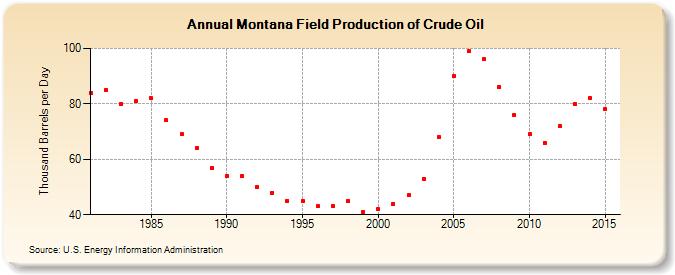 Annual Montana Field Production of Crude Oil
Thousand Barrels per Day
100
80
60
40
1985 1990 1995 2000 2005 2010 2015
Source: U.S. Energy Information Administration